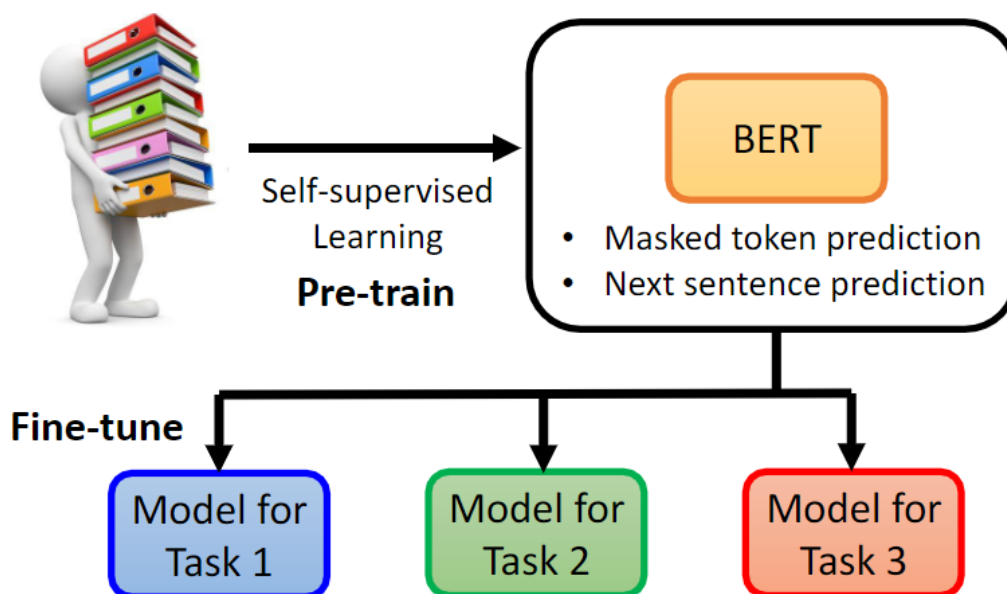 BERT
Self-supervised
Learning
Pre-train
• Masked token prediction
• Next sentence prediction
Fine-tune
Model for
Task 1
Model for
Task 2
Model for
Task 3